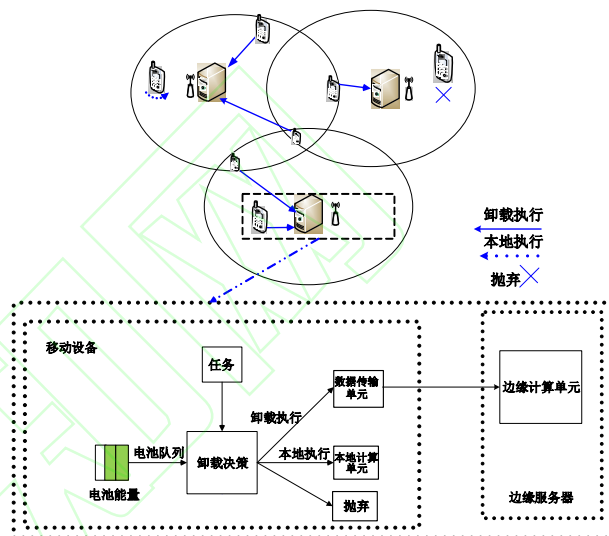 卸载执行
本地执行
抛弃
移动设备
任务
数据传输
单元
边缘计算单元
卸载执行
电池队列
卸载决策
本地执行
本地计算
单元
电池能量
抛弃
边缘服务器